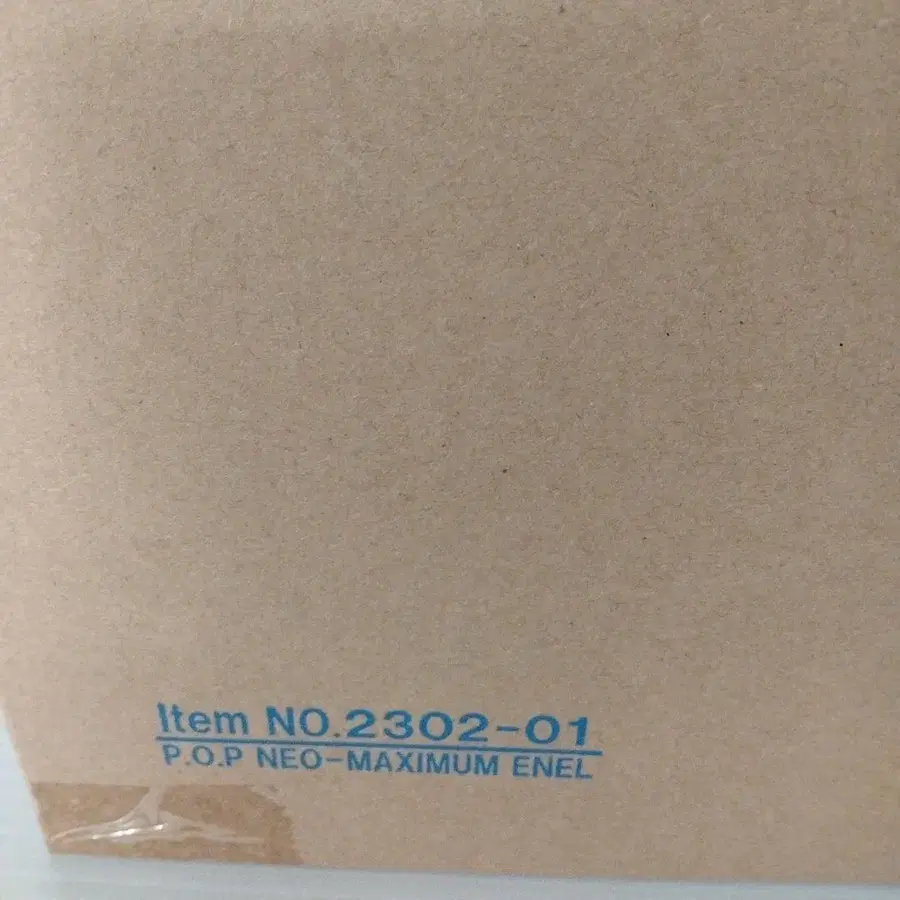 Item NO.2302-01
P.O.P NEO-MAXIMUM ENEL